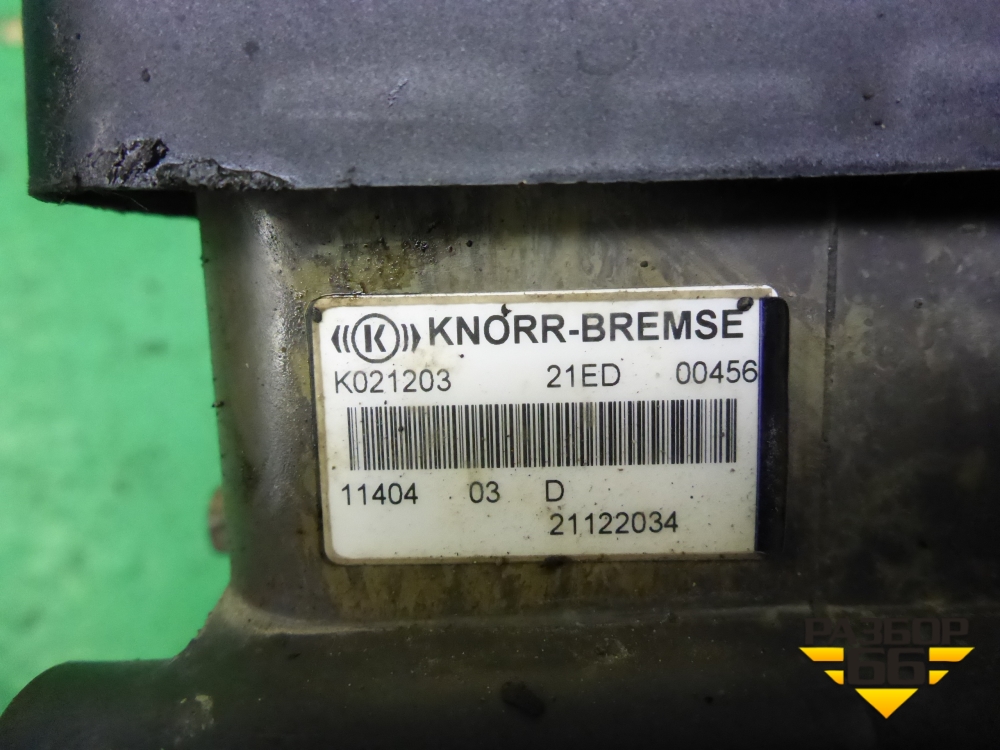 K KNORR-BREMSE
K021203 21ED 00456
11404 03 D
21122034
РАЗБОР
66